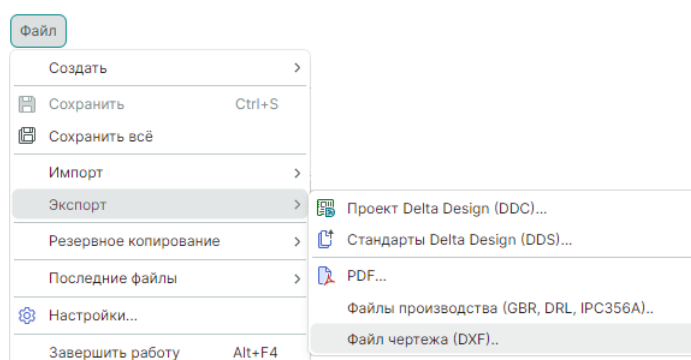 Файл
Создать
Сохранить Ctrl+S
Сохранить всё
Импорт
Экспорт
Проект Delta Design (DDC)...
Резервное копирование
Стандарты Delta Design (DDS)...
Последние файлы
PDF...
Настройки...
Файлы производства (GBR, DRL, IPC356A)..
Файл чертежа (DXF)..
Завершить работу Alt+F4